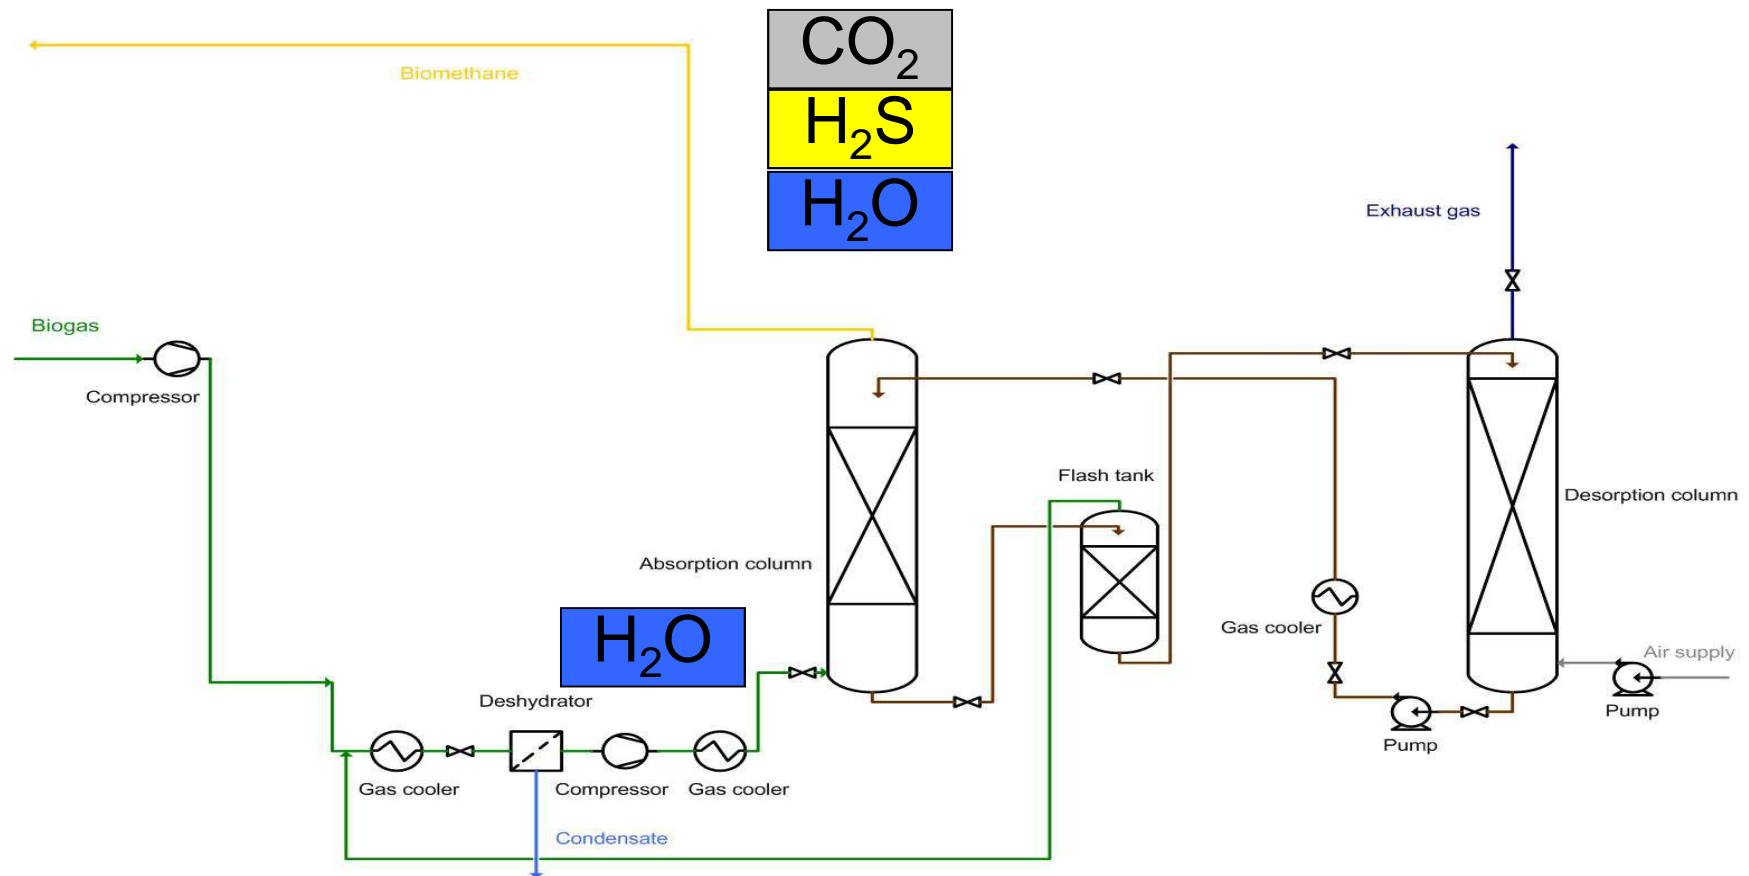 CO₂
Biomethane
H₂S
H₂O
Exhaust gas
Biogas
Compressor
Flash tank
Desorption column
Absorption column
H₂O
Gas cooler
Air supply
Deshydrator
Pump
Pump
Gas cooler
Compressor
Gas cooler
Condensate